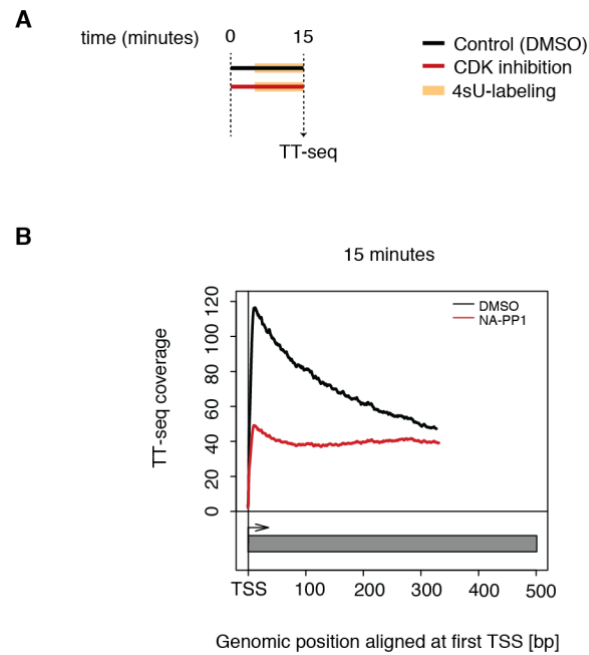 A
time (minutes) 0 15
Control (DMSO)
CDK inhibition
4sU-labeling
TT-seq
B
15 minutes
TT-seq coverage
120
100
80
60
40
20
0
DMSO
NA-PP1
TSS 100 200 300 400 500
Genomic position aligned at first TSS [bp]